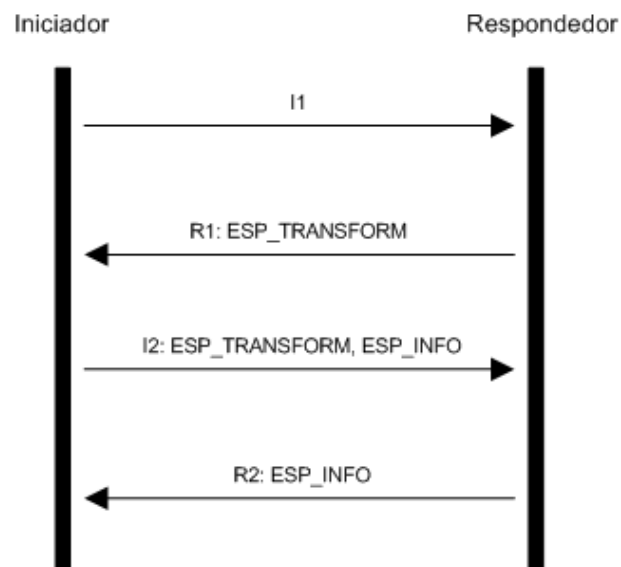 Iniciador
Respondedor
I1
R1: ESP_TRANSFORM
I2: ESP_TRANSFORM, ESP_INFO
R2: ESP_INFO